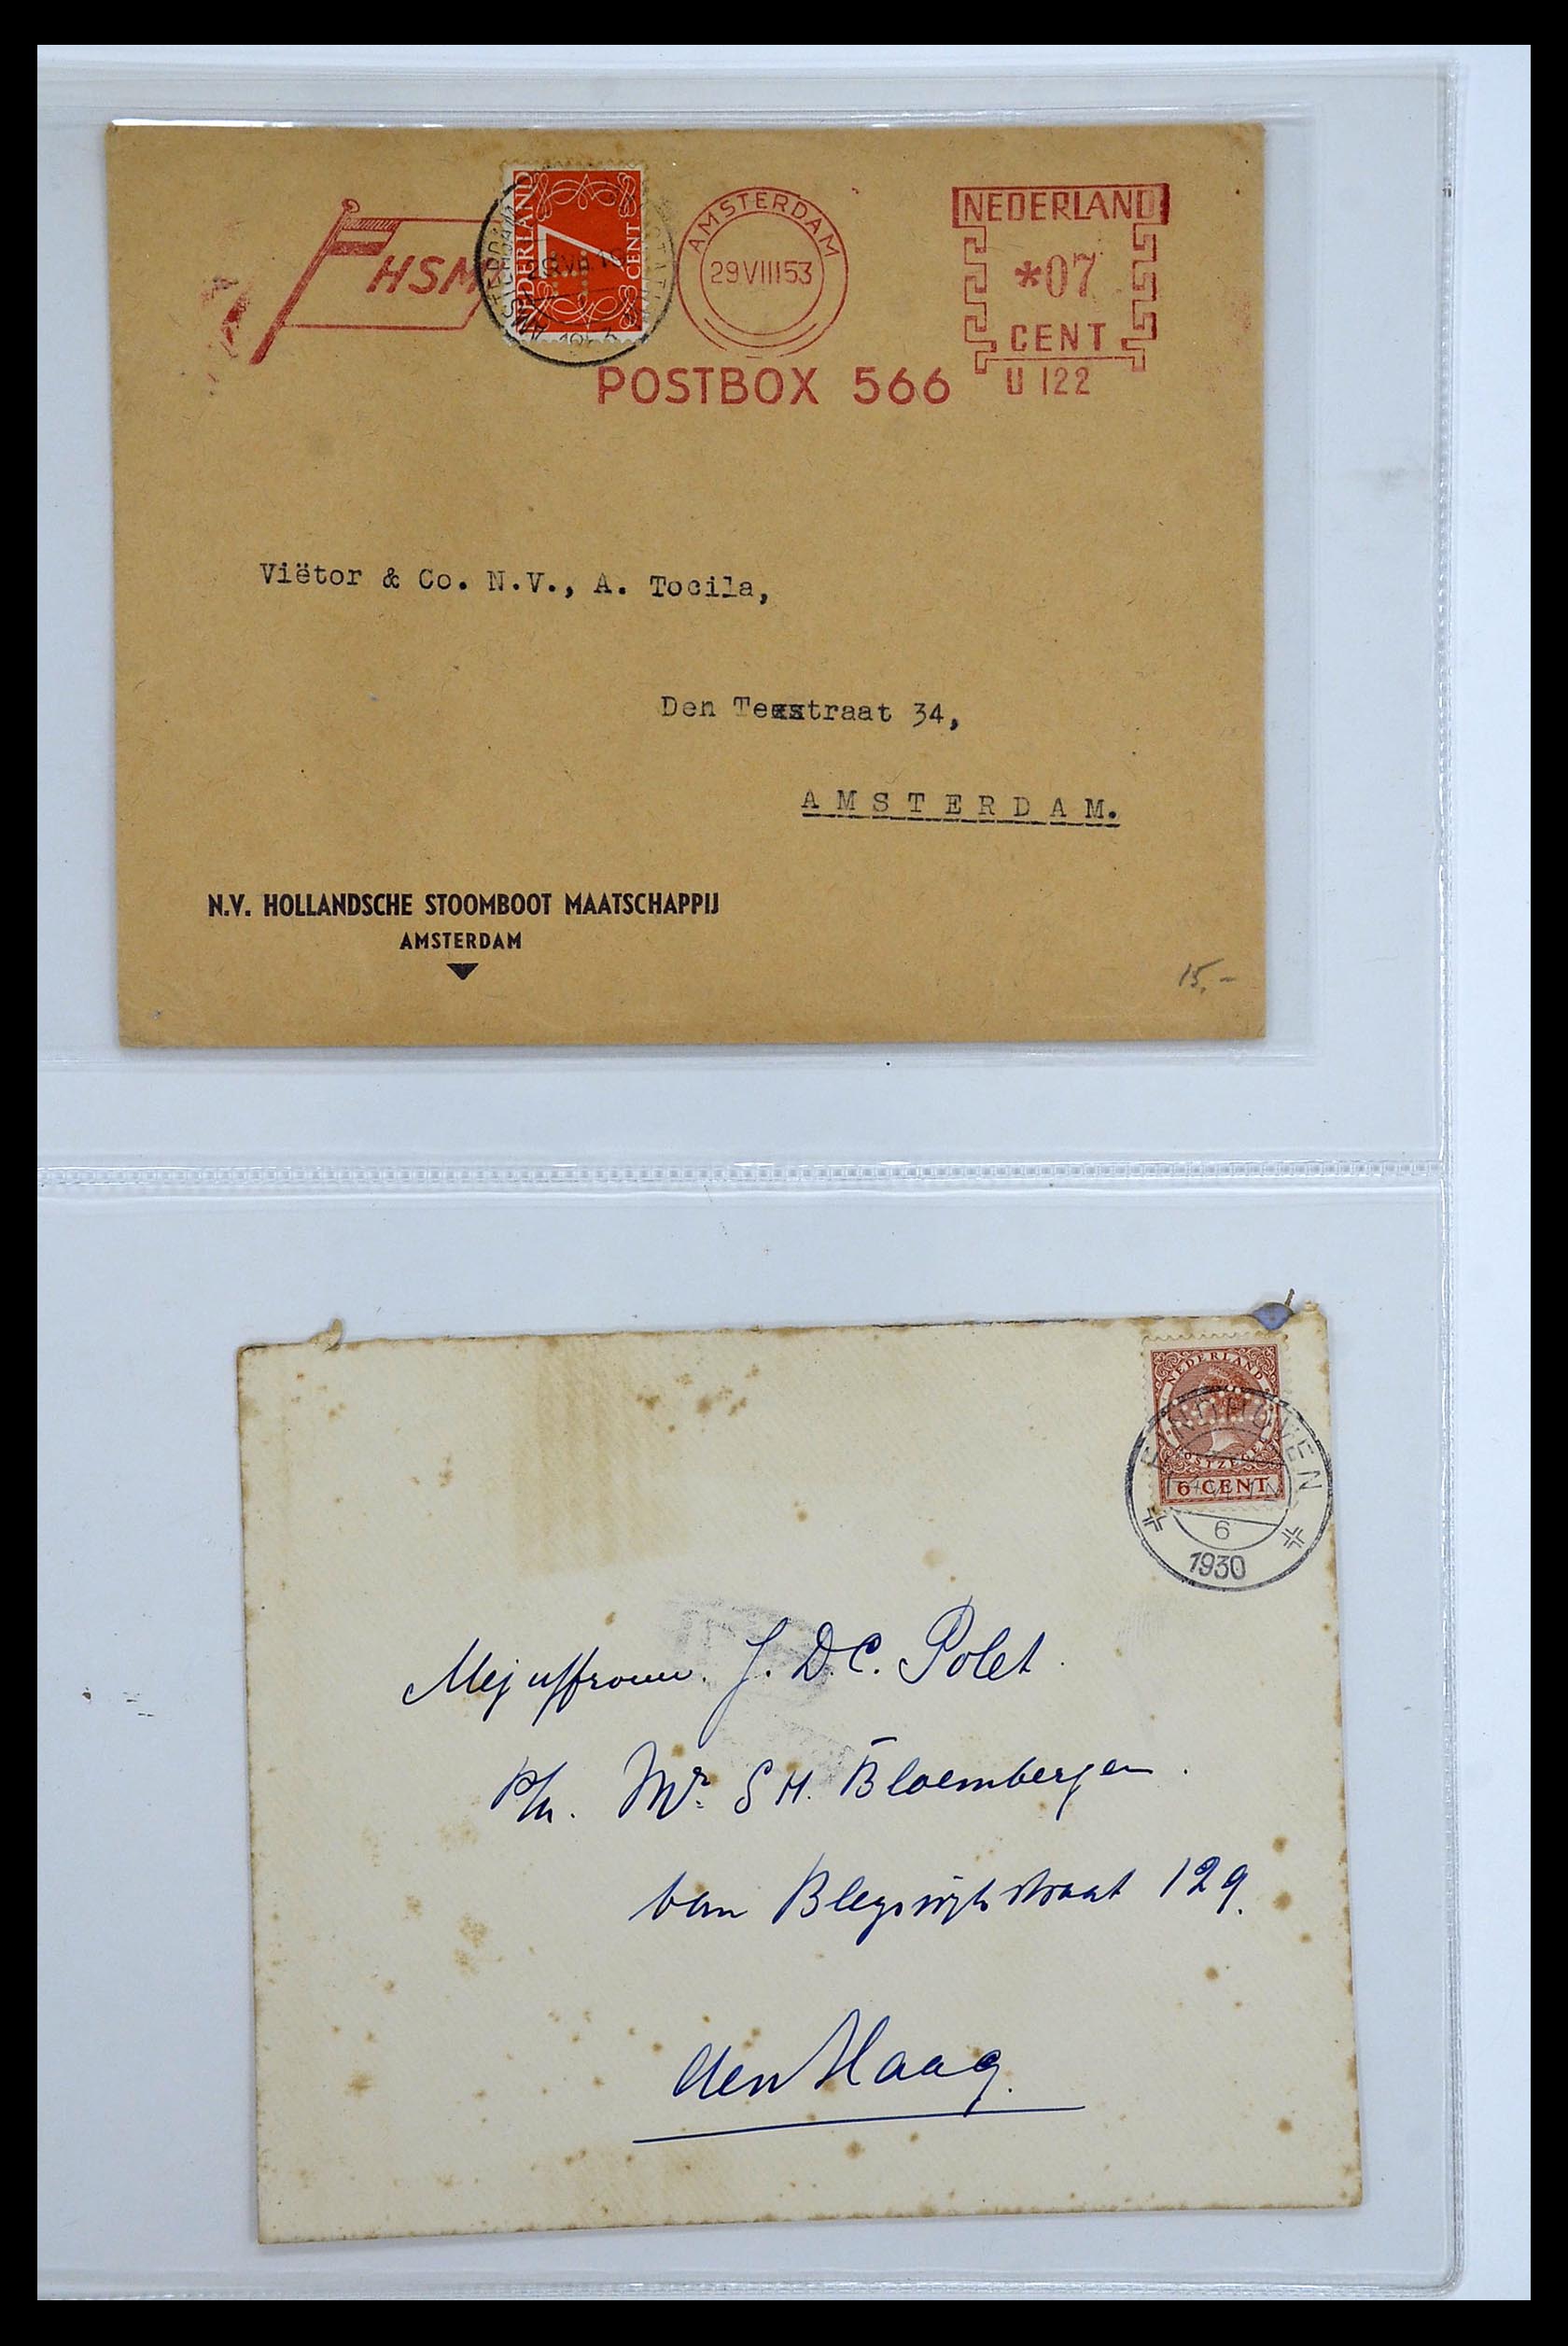 HSM
NEDERLAND
7
CENT
AMSTERDAM
AMSTERDAM
29 VIII 53
NEDERLAND
*07
CENT
U 122
POSTBOX 566
Viëtor & Co. N.V., A. Tocila,
Den Texstraat 34,
A M S T E R D A M.
N.V. HOLLANDSCHE STOOMBOOT MAATSCHAPPIJ
AMSTERDAM
15,-
NEDERLAND
POSTZEGEL
6 CENT
6
1930
Mejuffrouw. J. D.C. Polet.
P/a. Mr. S H. Bloembergen.
van Bleyswijkstraat 129.
den Haag.